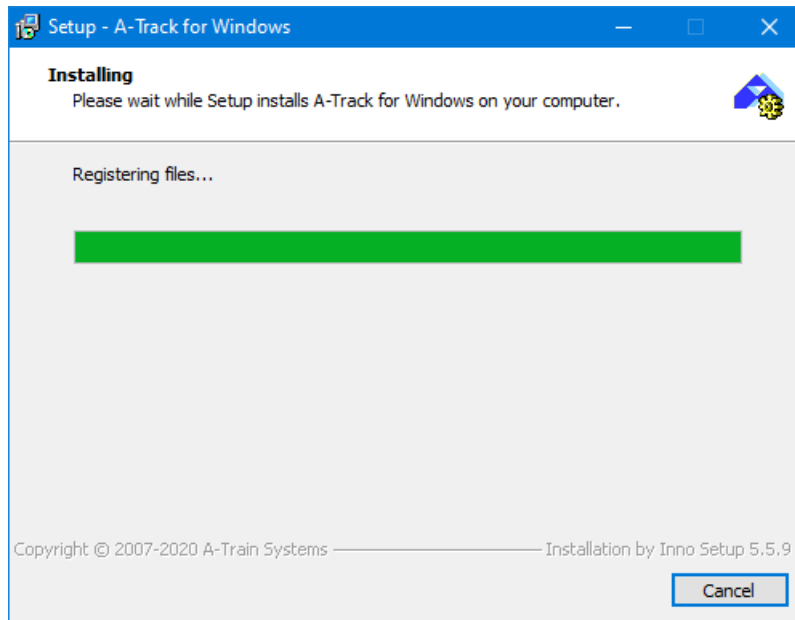 Setup - A-Track for Windows
Installing
Please wait while Setup installs A-Track for Windows on your computer.
Registering files...
Copyright © 2007-2020 A-Train Systems
Installation by Inno Setup 5.5.9
Cancel